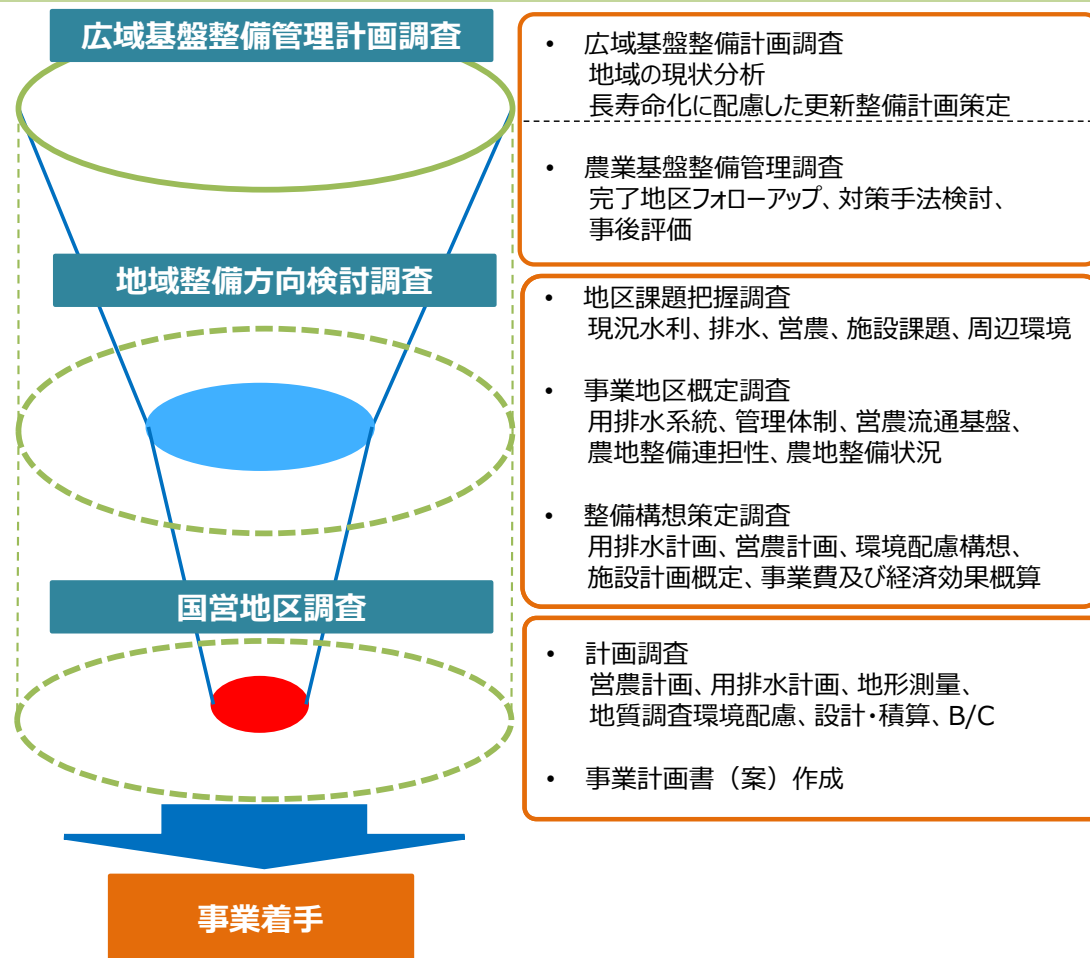 広域基盤整備管理計画調査
• 広域基盤整備計画調査
地域の現状分析
長寿命化に配慮した更新整備計画策定
• 農業基盤整備管理調査
完了地区フォローアップ、対策手法検討、
事後評価
地域整備方向検討調査
• 地区課題把握調査
現況水利、排水、営農、施設課題、周辺環境
• 事業地区概定調査
用排水系統、管理体制、営農流通基盤、
農地整備連担性、農地整備状況
• 整備構想策定調査
用排水計画、営農計画、環境配慮構想、
施設計画概定、事業費及び経済効果概算
国営地区調査
• 計画調査
営農計画、用排水計画、地形測量、
地質調査環境配慮、設計・積算、B/C
• 事業計画書（案）作成
事業着手